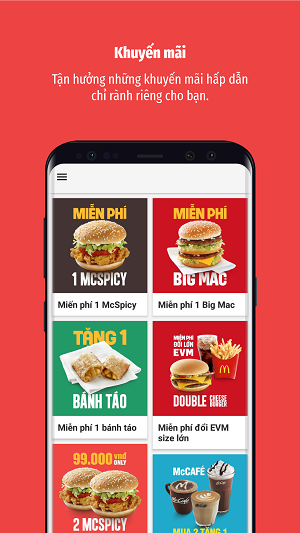 Khuyến mãi
Tận hưởng những khuyến mãi hấp dẫn
chỉ rành riêng cho bạn.
MIỄN PHÍ
1 MCSPICY
Miến phí 1 McSpicy
MIỄN PHÍ
BIG MAC
Miễn phí 1 Big Mac
TẶNG 1
BÁNH TÁO
Miễn phí 1 bánh táo
MIỄN PHÍ
ĐỔI LỚN
EVM
DOUBLE CHEESE
BURGER
Miễn phí đổi EVM
size lớn
99.000 vnđ
ONLY
2 MCSPICY
McCAFÉ
MUA 2 TẶNG 1